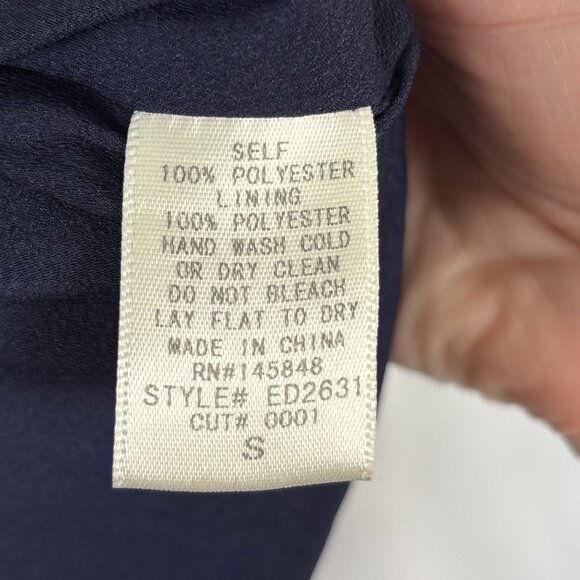 SELF
100% POLYESTER
LINING
100% POLYESTER
HAND WASH COLD
OR DRY CLEAN
DO NOT BLEACH
LAY FLAT TO DRY
MADE IN CHINA
RN#145848
STYLE# ED2631
CUT# 0001
S